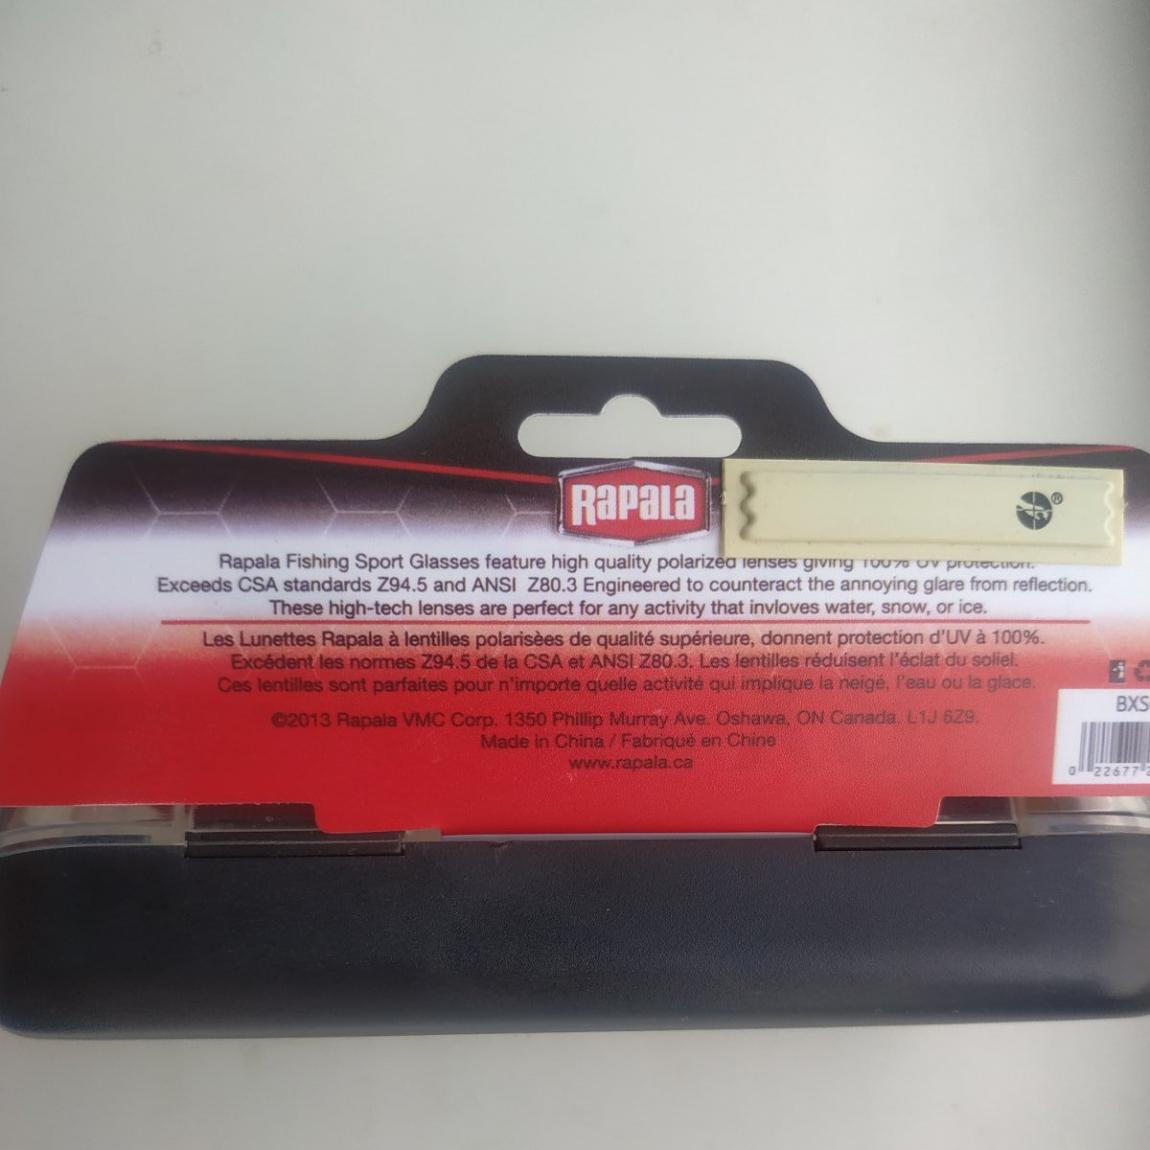 RAPALA
®
Rapala Fishing Sport Glasses feature high quality polarized lenses giving 100% UV protection.
Exceeds CSA standards Z94.5 and ANSI Z80.3 Engineered to counteract the annoying glare from reflection.
These high-tech lenses are perfect for any activity that invloves water, snow, or ice.
Les Lunettes Rapala à lentilles polarisèes de qualité supérieure, donnent protection d'UV à 100%.
Excédent les normes Z94.5 de la CSA et ANSI Z80.3. Les lentilles réduisent l'éclat du soliel.
Ces lentilles sont parfaites pour n'importe quelle activité qui implique la neigé, l'eau ou la glace.
©2013 Rapala VMC Corp. 1350 Phillip Murray Ave. Oshawa, ON Canada. L1J 6Z9.
Made in China / Fabriqué en Chine
www.rapala.ca
BXS
0 22677